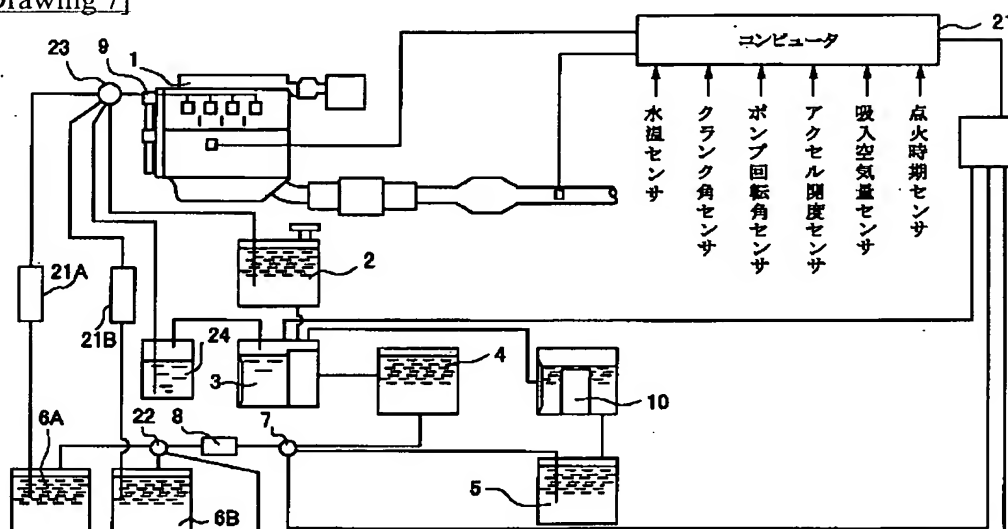 rawing 7]
コンピュータ
水温センサ
クランク角センサ
ポンプ回転角センサ
アクセル開度センサ
吸入空気量センサ
点火時期センサ
23
9
1
2
21A
21B
24
3
4
10
6A
22
8
7
5
6B